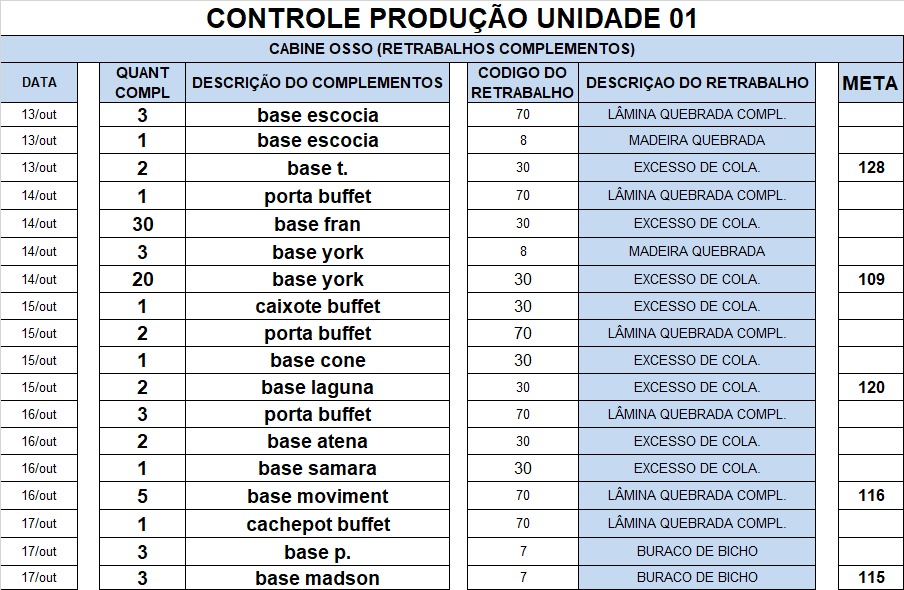 CONTROLE PRODUÇÃO UNIDADE 01
CABINE OSSO (RETRABALHOS COMPLEMENTOS)
DATA QUANT COMPL DESCRIÇÃO DO COMPLEMENTOS CODIGO DO RETRABALHO DESCRIÇAO DO RETRABALHO META
13/out 3 base escocia 70 LÂMINA QUEBRADA COMPL.
13/out 1 base escocia 8 MADEIRA QUEBRADA
13/out 2 base t. 30 EXCESSO DE COLA. 128
14/out 1 porta buffet 70 LÂMINA QUEBRADA COMPL.
14/out 30 base fran 30 EXCESSO DE COLA.
14/out 3 base york 8 MADEIRA QUEBRADA
14/out 20 base york 30 EXCESSO DE COLA. 109
15/out 1 caixote buffet 30 EXCESSO DE COLA.
15/out 2 porta buffet 70 LÂMINA QUEBRADA COMPL.
15/out 1 base cone 30 EXCESSO DE COLA.
15/out 2 base laguna 30 EXCESSO DE COLA. 120
16/out 3 porta buffet 70 LÂMINA QUEBRADA COMPL.
16/out 2 base atena 30 EXCESSO DE COLA.
16/out 1 base samara 30 EXCESSO DE COLA.
16/out 5 base moviment 70 LÂMINA QUEBRADA COMPL. 116
17/out 1 cachepot buffet 70 LÂMINA QUEBRADA COMPL.
17/out 3 base p. 7 BURACO DE BICHO
17/out 3 base madson 7 BURACO DE BICHO 115